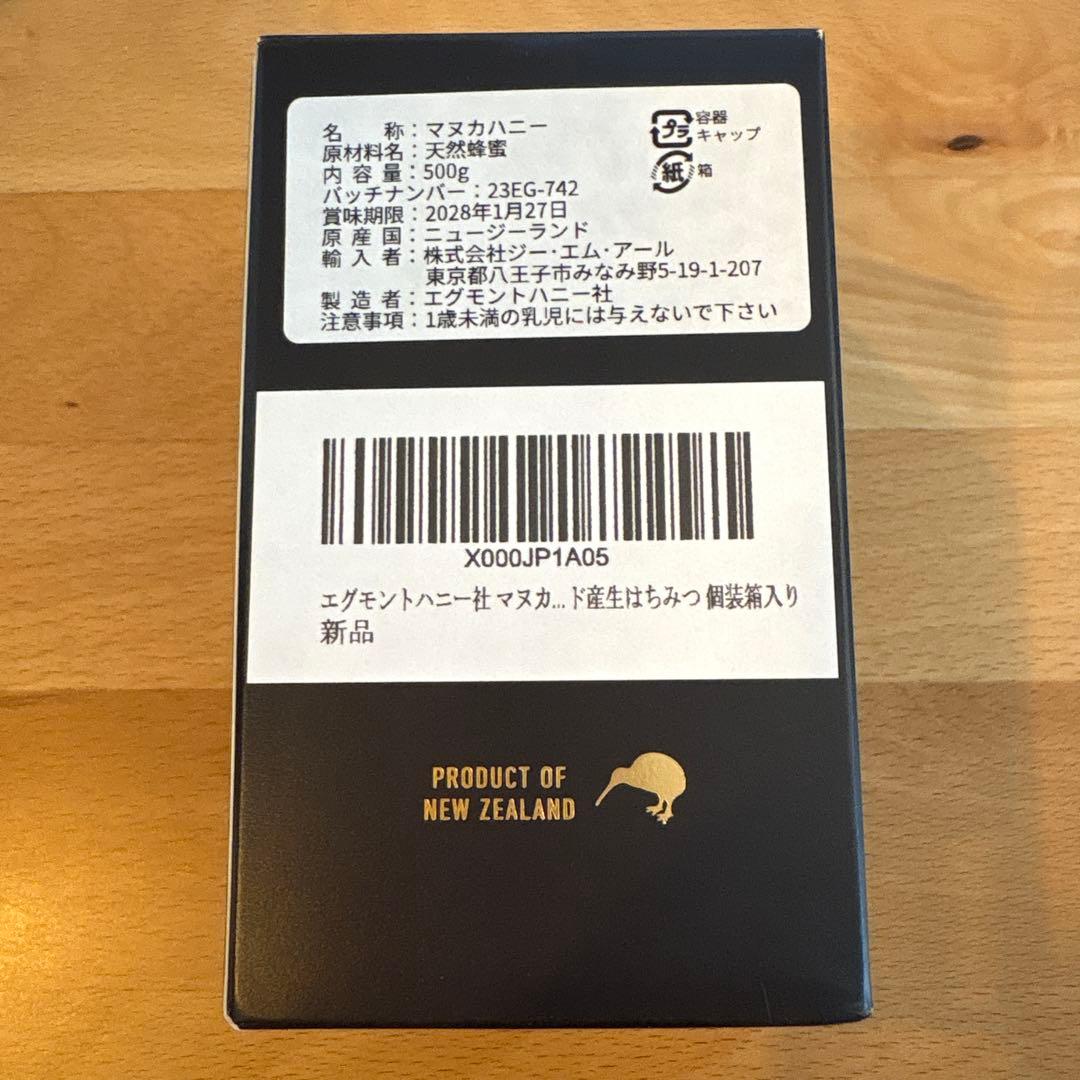 名　　称：マヌカハニー
原材料名：天然蜂蜜
内 容 量：500g
バッチナンバー：23EG-742
賞味期限：2028年1月27日
原 産 国：ニュージーランド
輸 入 者：株式会社ジー・エム・アール
東京都八王子市みなみ野5-19-1-207
製 造 者：エグモントハニー社
注意事項：1歳未満の乳児には与えないで下さい
プラ 容器
キャップ
紙 箱
X000JP1A05
エグモントハニー社 マヌカ...ド産生はちみつ 個装箱入り
新品
PRODUCT OF
NEW ZEALAND